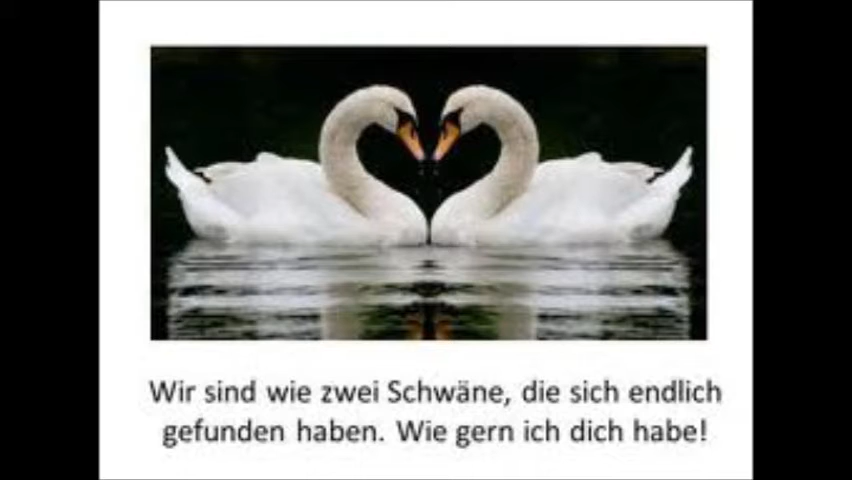 Wir sind wie zwei Schwäne, die sich endlich
gefunden haben. Wie gern ich dich habe!